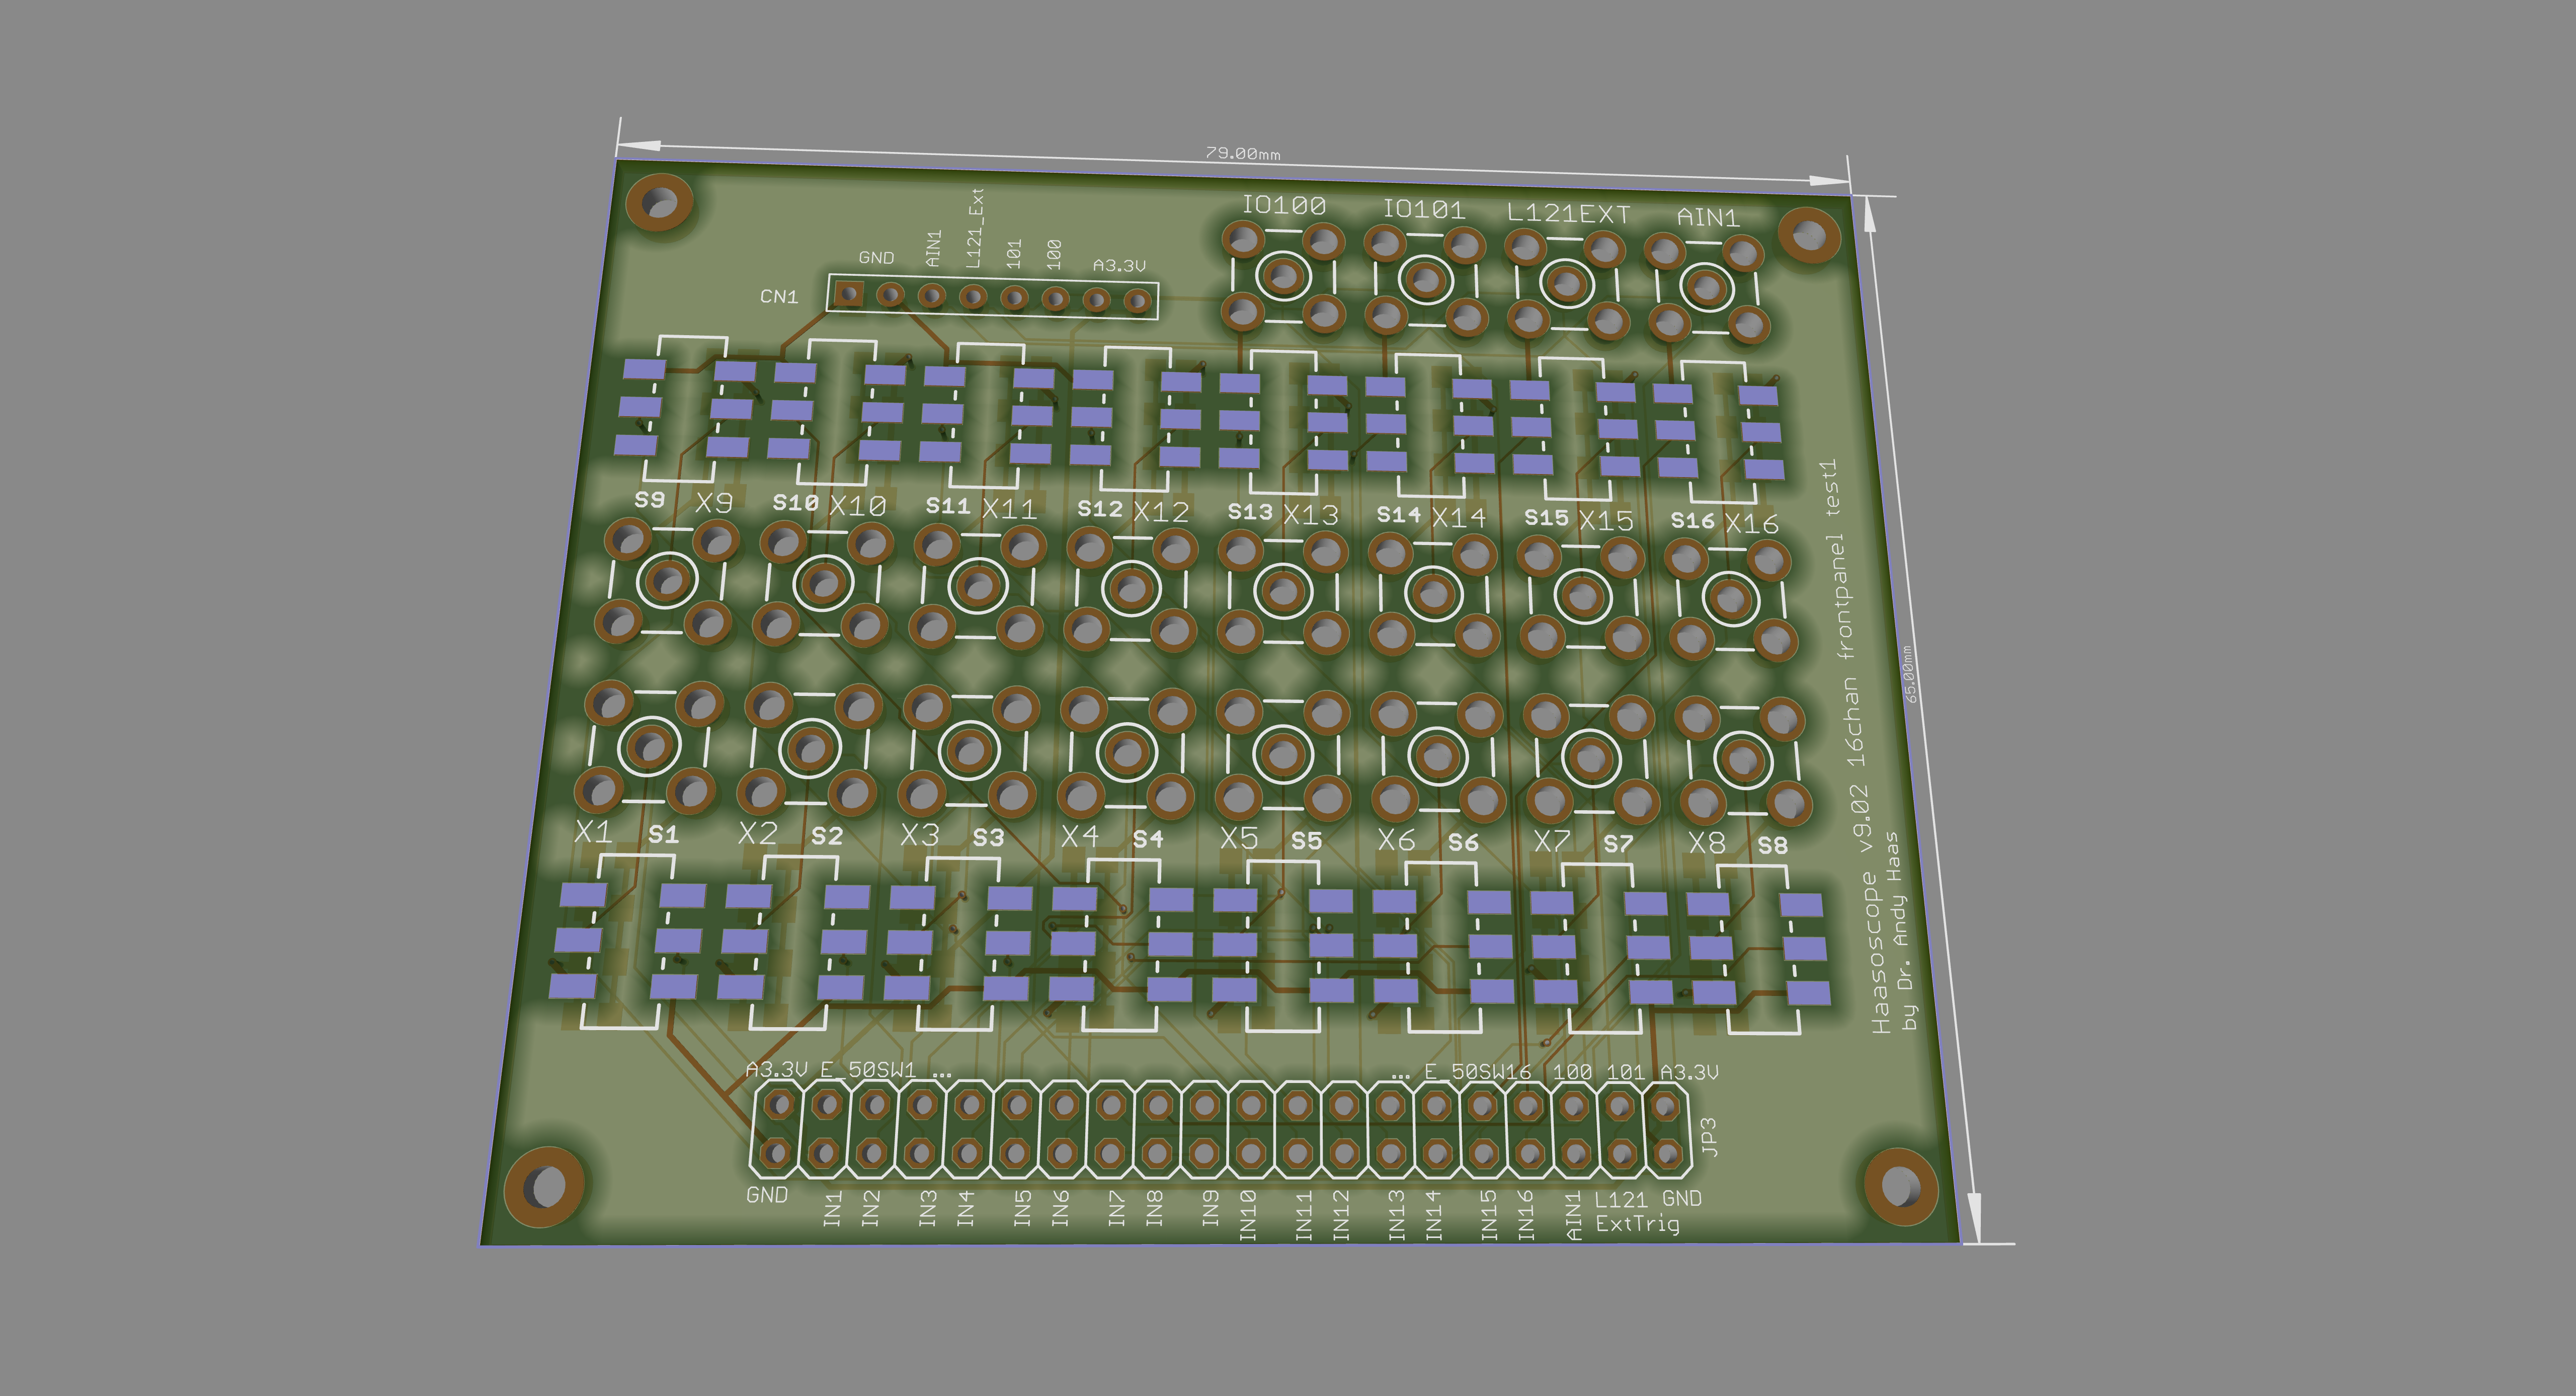 79.00mm
IO100 IO101 L121EXT AIN1
GND AIN1 L121_Ext 101 100 A3.3V
CN1
S9 X9 S10 X10 S11 X11 S12 X12 S13 X13 S14 X14 S15 X15 S16 X16
X1 S1 X2 S2 X3 S3 X4 S4 X5 S5 X6 S6 X7 S7 X8 S8
A3.3V E_50SW1 ... ... E_50SW16 100 101 A3.3V
JP3
GND IN1 IN2 IN3 IN4 IN5 IN6 IN7 IN8 IN9 IN10 IN11 IN12 IN13 IN14 IN15 IN16 AIN1 L121 GND
ExtTrig
Haasoscope v9.02 16chan frontpanel test1
by Dr. Andy Haas
65.00mm